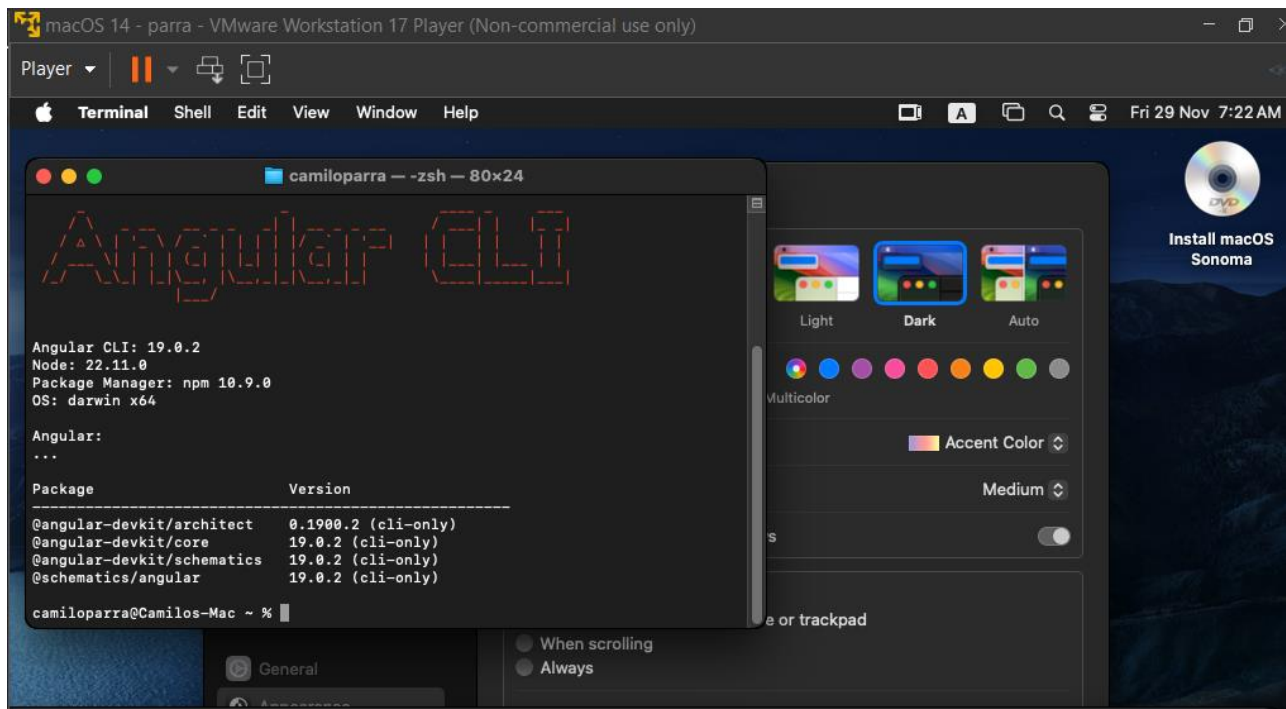 macOS 14 - parra - VMware Workstation 17 Player (Non-commercial use only)
Player
Terminal Shell Edit View Window Help
A
Fri 29 Nov 7:22 AM
camiloparra — -zsh — 80×24
Angular CLI
Angular CLI: 19.0.2
Node: 22.11.0
Package Manager: npm 10.9.0
OS: darwin x64
Angular:
...
Package Version
------------------------------------------------------
@angular-devkit/architect 0.1900.2 (cli-only)
@angular-devkit/core 19.0.2 (cli-only)
@angular-devkit/schematics 19.0.2 (cli-only)
@schematics/angular 19.0.2 (cli-only)
camiloparra@Camilos-Mac ~ %
Light Dark Auto
Multicolor
Accent Color
Medium
s
e or trackpad
When scrolling
Always
General
DVD
Install macOS
Sonoma